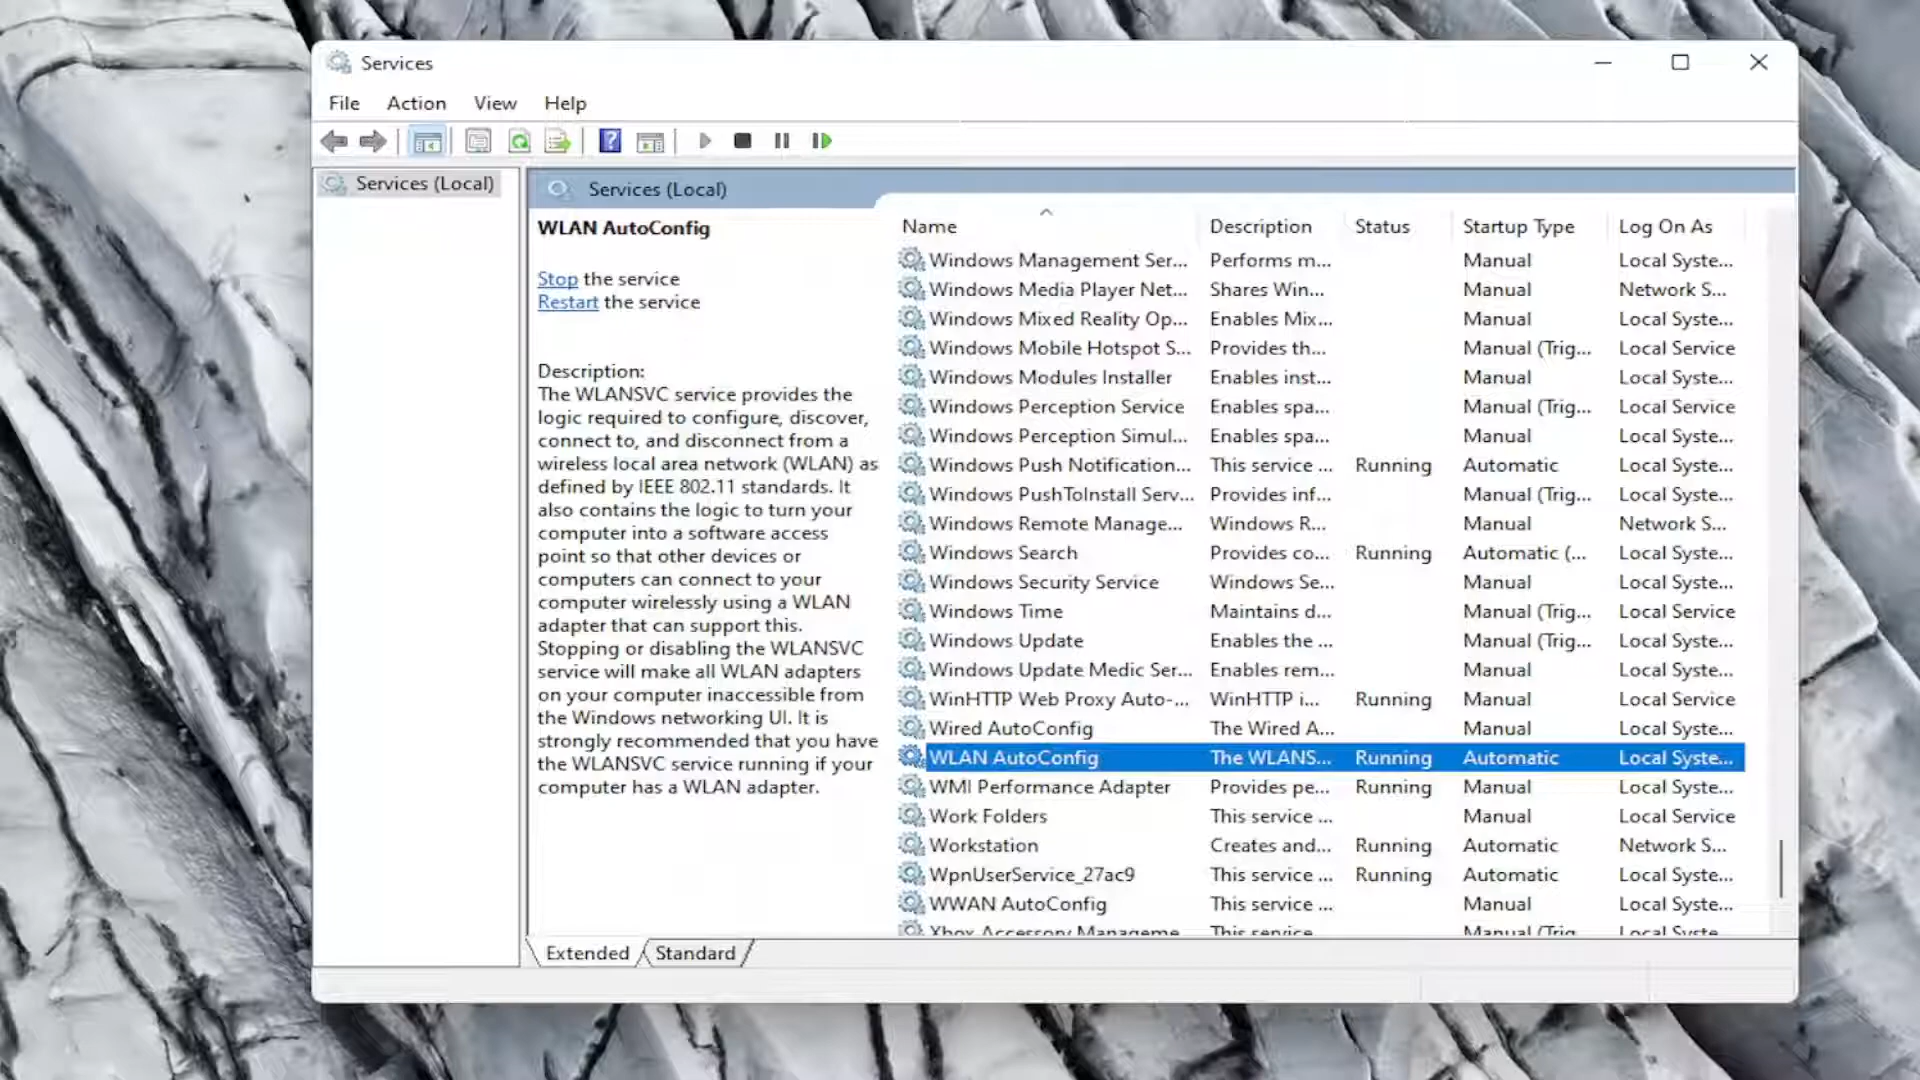 Services
File Action View Help
Services (Local)
Services (Local)
WLAN AutoConfig
Stop the service
Restart the service
Description:
The WLANSVC service provides the
logic required to configure, discover,
connect to, and disconnect from a
wireless local area network (WLAN) as
defined by IEEE 802.11 standards. It
also contains the logic to turn your
computer into a software access
point so that other devices or
computers can connect to your
computer wirelessly using a WLAN
adapter that can support this.
Stopping or disabling the WLANSVC
service will make all WLAN adapters
on your computer inaccessible from
the Windows networking UI. It is
strongly recommended that you have
the WLANSVC service running if your
computer has a WLAN adapter.
Name Description Status Startup Type Log On As
Windows Management Ser... Performs m... Manual Local Syste...
Windows Media Player Net... Shares Win... Manual Network S...
Windows Mixed Reality Op... Enables Mix... Manual Local Syste...
Windows Mobile Hotspot S... Provides th... Manual (Trig... Local Service
Windows Modules Installer Enables inst... Manual Local Syste...
Windows Perception Service Enables spa... Manual (Trig... Local Service
Windows Perception Simul... Enables spa... Manual Local Syste...
Windows Push Notification... This service ... Running Automatic Local Syste...
Windows PushToInstall Serv... Provides inf... Manual (Trig... Local Syste...
Windows Remote Manage... Windows R... Manual Network S...
Windows Search Provides co... Running Automatic (... Local Syste...
Windows Security Service Windows Se... Manual Local Syste...
Windows Time Maintains d... Manual (Trig... Local Service
Windows Update Enables the ... Manual (Trig... Local Syste...
Windows Update Medic Ser... Enables rem... Manual Local Syste...
WinHTTP Web Proxy Auto-... WinHTTP i... Running Manual Local Service
Wired AutoConfig The Wired A... Manual Local Syste...
WLAN AutoConfig The WLANS... Running Automatic Local Syste...
WMI Performance Adapter Provides pe... Running Manual Local Syste...
Work Folders This service ... Manual Local Service
Workstation Creates and... Running Automatic Network S...
WpnUserService_27ac9 This service ... Running Automatic Local Syste...
WWAN AutoConfig This service ... Manual Local Syste...
Xbox Accessory Manageme... This service ... Manual (Trig... Local Syste...
Extended Standard